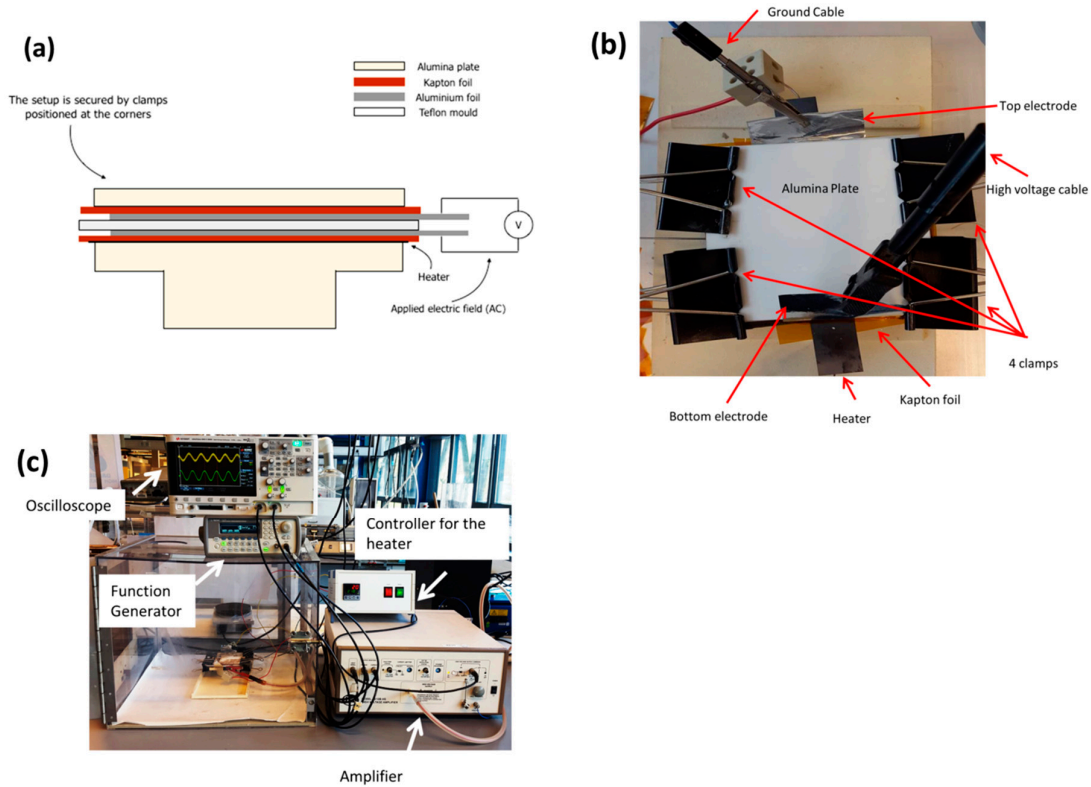 (a)
Alumina plate
Kapton foil
Aluminium foil
Teflon mould
The setup is secured by clamps
positioned at the corners
V
Heater
Applied electric field (AC)
(b)
Ground Cable
Top electrode
Alumina Plate
High voltage cable
4 clamps
Kapton foil
Bottom electrode
Heater
(c)
Oscilloscope
Controller for the
heater
Function
Generator
Amplifier